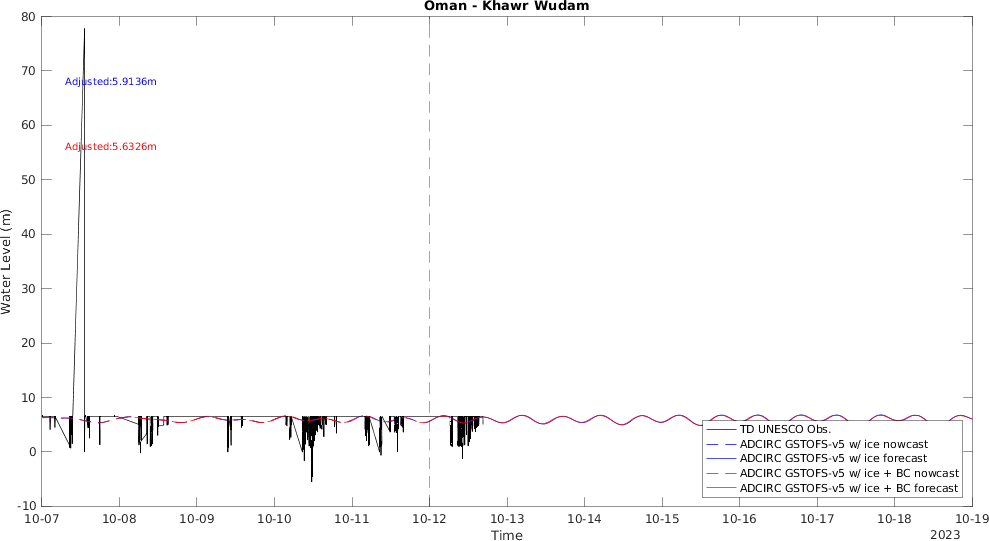 Oman - Khawr Wudam
80
70
60
50
40
30
20
10
0
-10
Water Level (m)
Adjusted:5.9136m
Adjusted:5.6326m
TD UNESCO Obs.
ADCIRC GSTOFS-v5 w/ ice nowcast
ADCIRC GSTOFS-v5 w/ ice forecast
ADCIRC GSTOFS-v5 w/ ice + BC nowcast
ADCIRC GSTOFS-v5 w/ ice + BC forecast
10-07 10-08 10-09 10-10 10-11 10-12 10-13 10-14 10-15 10-16 10-17 10-18 10-19
Time
2023